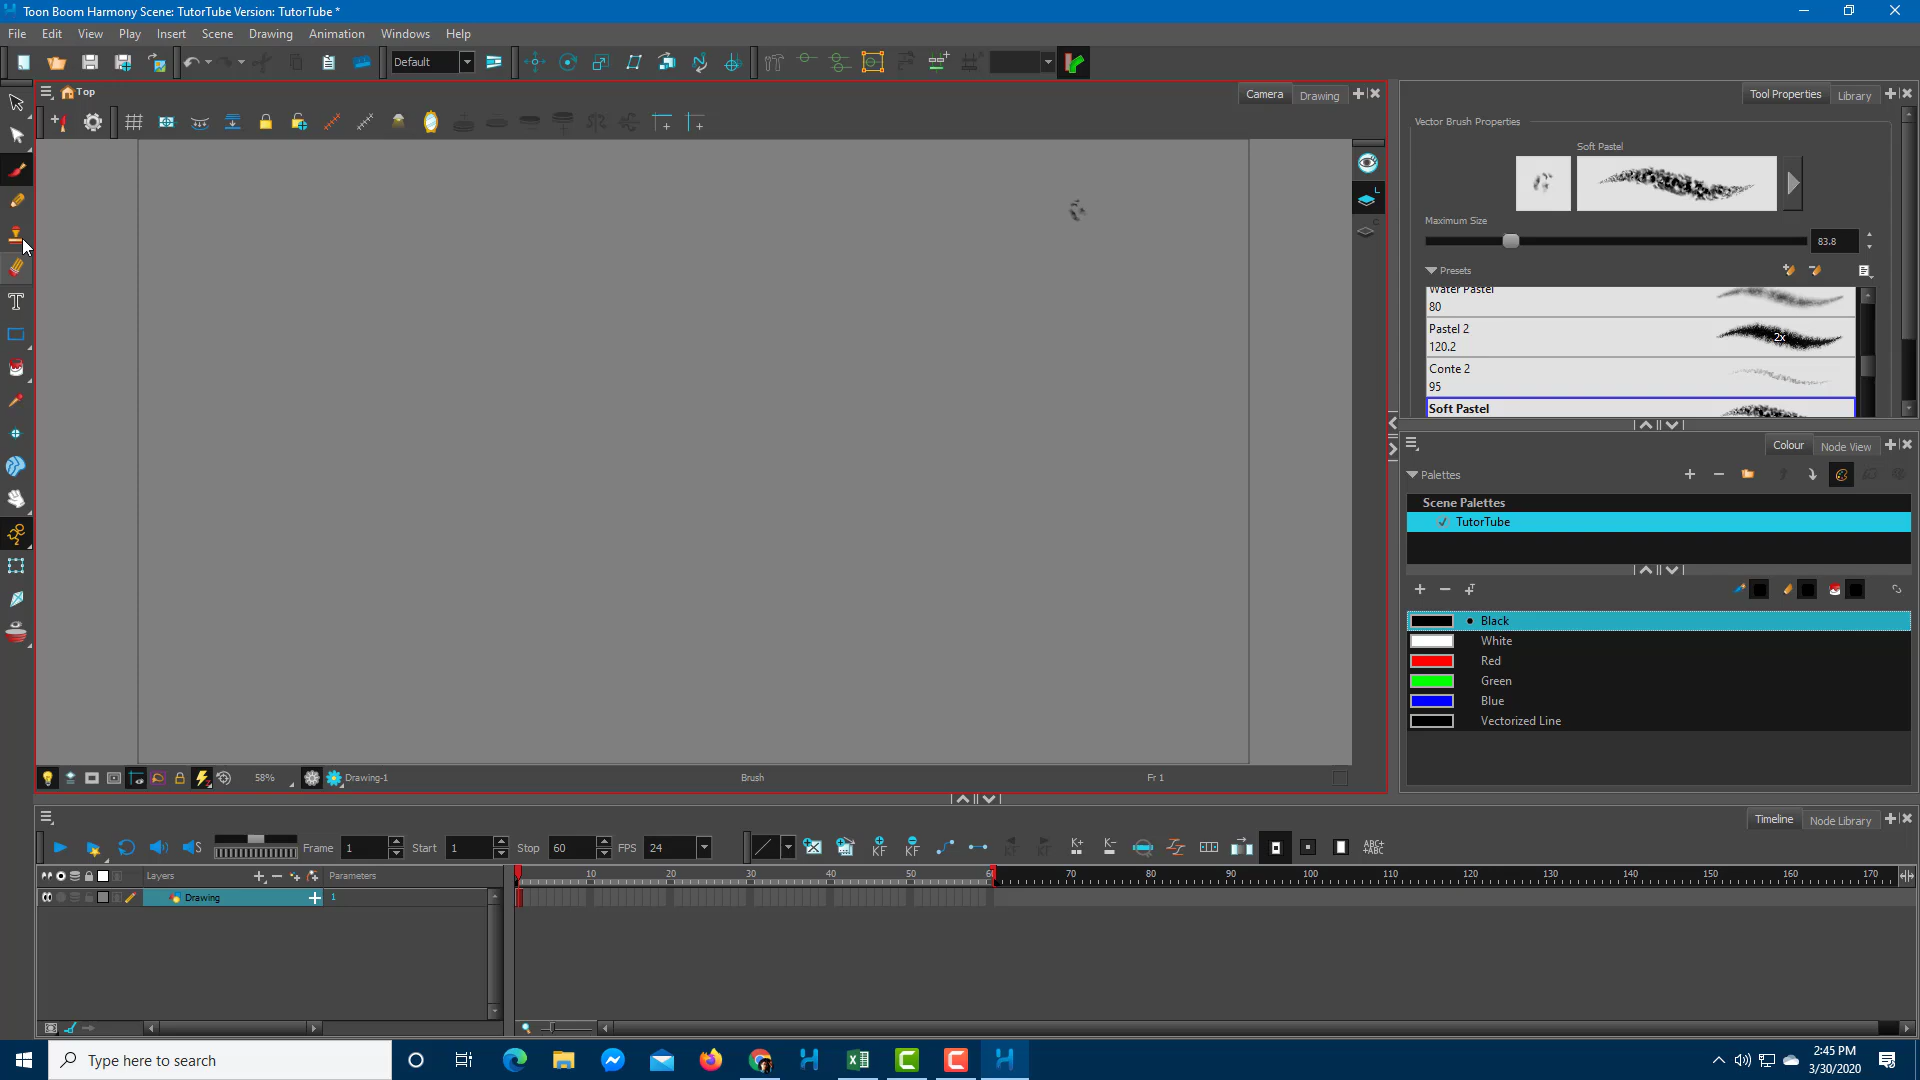 Toon Boom Harmony Scene: TutorTube Version: TutorTube *
File Edit View Play Insert Scene Drawing Animation Windows Help
Default
Top
Camera Drawing
Tool Properties Library
Vector Brush Properties
Soft Pastel
Maximum Size
83.8
Presets
Water Pastel
80
Pastel 2
120.2
2x
Conte 2
95
Soft Pastel
Colour Node View
Palettes
Scene Palettes
TutorTube
Black
White
Red
Green
Blue
Vectorized Line
58% Drawing-1 Brush Fr 1
Timeline Node Library
Frame 1 Start 1 Stop 60 FPS 24
Layers Parameters
10 20 30 40 50 60 70 80 90 100 110 120 130 140 150 160 170
Drawing 1
Type here to search
2:45 PM
3/30/2020